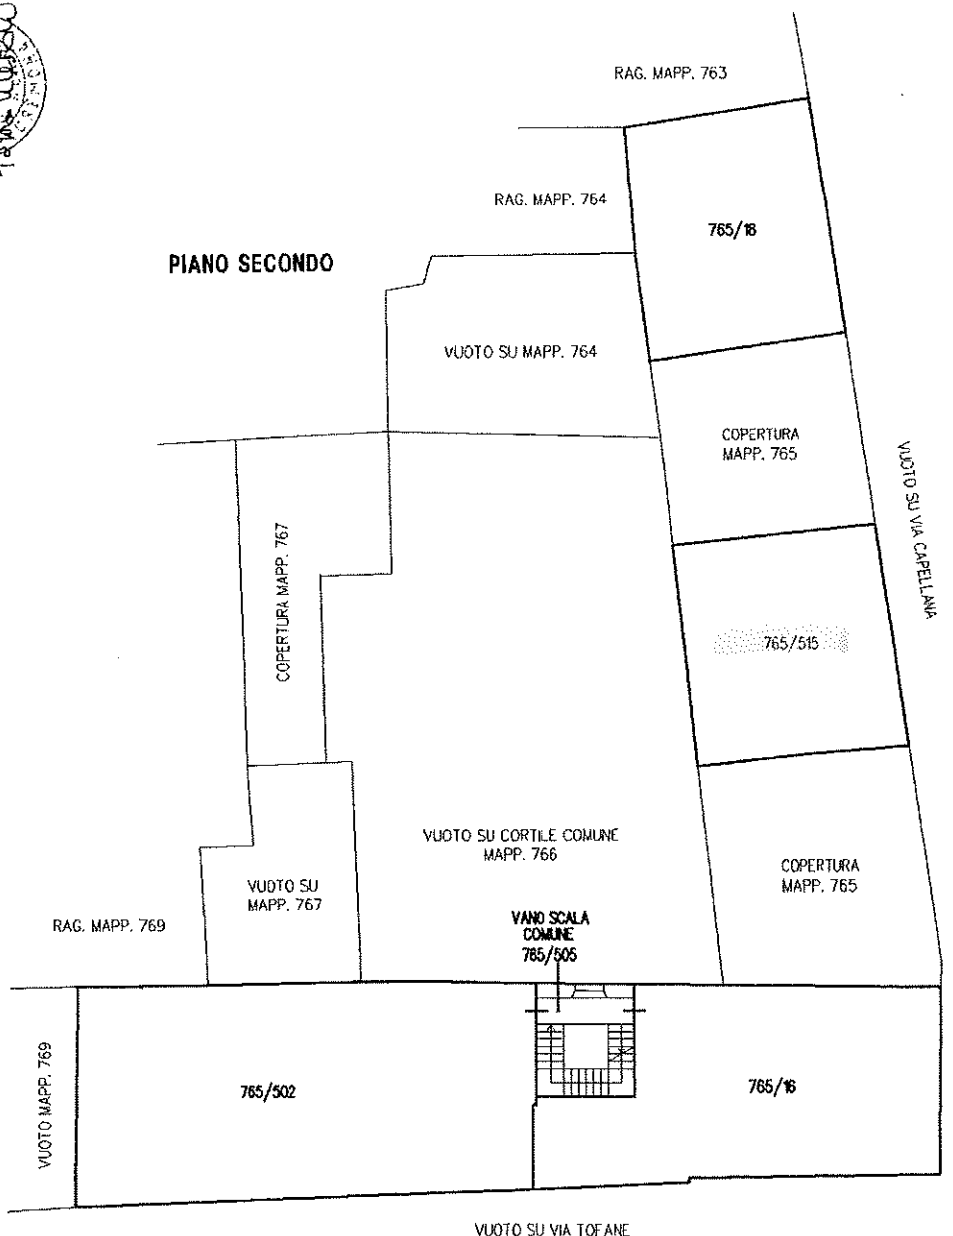 RAG. MAPP. 763
RAG. MAPP. 764
765/16
PIANO SECONDO
VUOTO SU MAPP. 764
COPERTURA
MAPP. 765
VUOTO SU VIA CAPELLANA
COPERTURA MAPP. 767
765/515
VUOTO SU CORTILE COMUNE
MAPP. 766
COPERTURA
MAPP. 765
VUOTO SU
MAPP. 767
RAG. MAPP. 769
VANO SCALA
COMUNE
765/505
VUOTO MAPP. 769
765/502
765/16
VUOTO SU VIA TOFANE